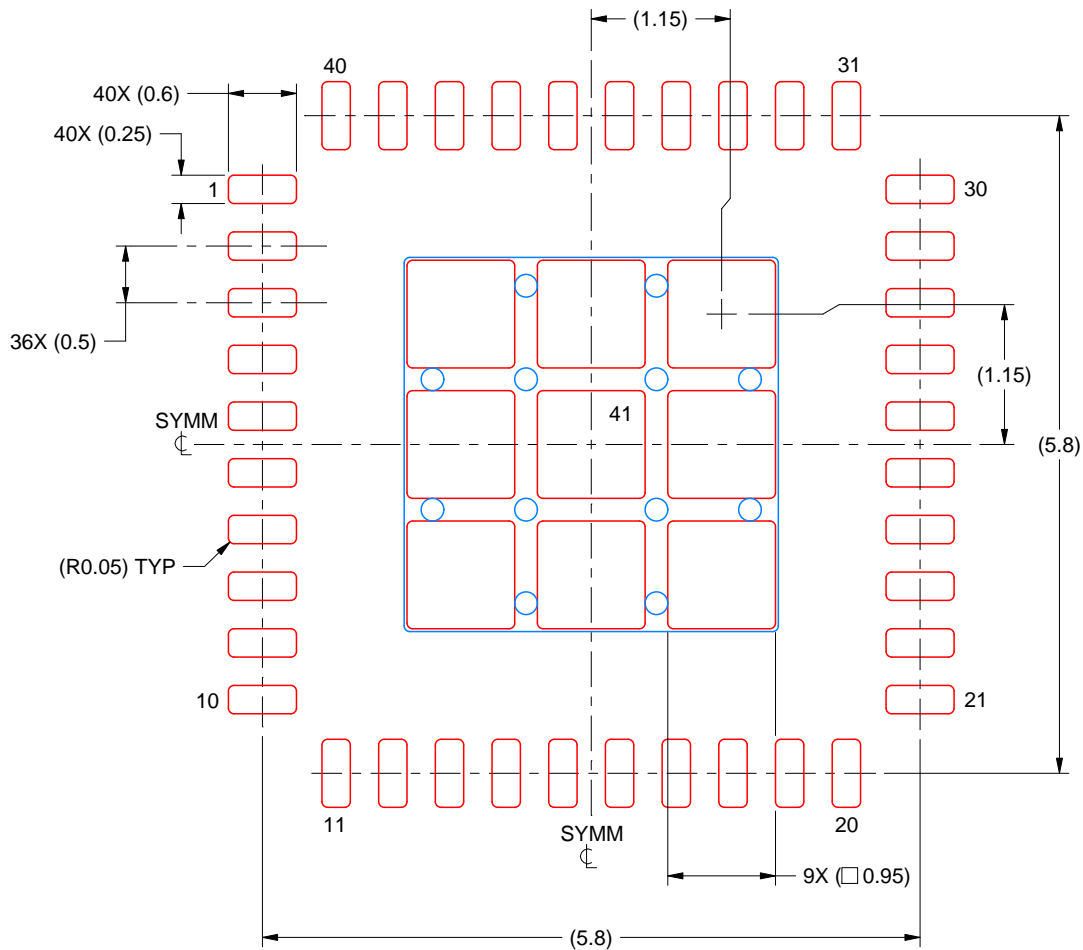 (1.15)
40
31
40X (0.6)
40X (0.25)
1
30
36X (0.5)
(1.15)
41
SYMM
℄
(5.8)
(R0.05) TYP
10
21
11
20
SYMM
℄
9X (□ 0.95)
(5.8)